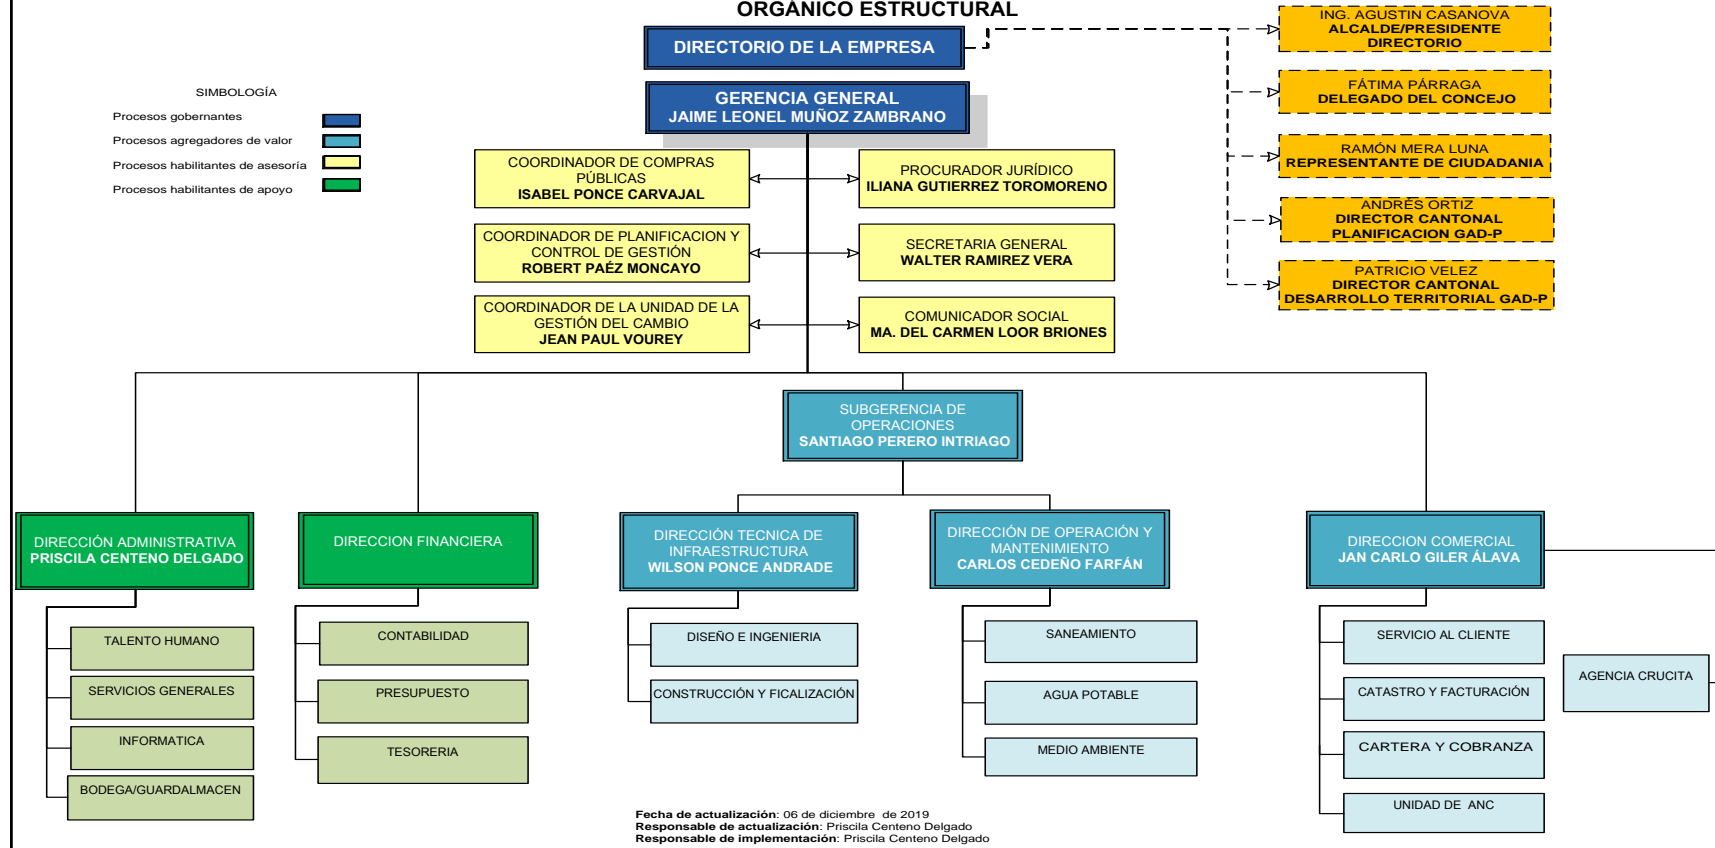 ORGÁNICO ESTRUCTURAL
DIRECTORIO DE LA EMPRESA
GERENCIA GENERAL
JAIME LEONEL MUÑOZ ZAMBRANO
ING. AGUSTIN CASANOVA
ALCALDE/PRESIDENTE
DIRECTORIO
FÁTIMA PÁRRAGA
DELEGADO DEL CONCEJO
RAMÓN MERA LUNA
REPRESENTANTE DE CIUDADANIA
ANDRÉS ORTIZ
DIRECTOR CANTONAL
PLANIFICACION GAD-P
PATRICIO VELEZ
DIRECTOR CANTONAL
DESARROLLO TERRITORIAL GAD-P
SIMBOLOGÍA
Procesos gobernantes
Procesos agregadores de valor
Procesos habilitantes de asesoría
Procesos habilitantes de apoyo
COORDINADOR DE COMPRAS
PÚBLICAS
ISABEL PONCE CARVAJAL
PROCURADOR JURÍDICO
ILIANA GUTIERREZ TOROMORENO
COORDINADOR DE PLANIFICACION Y
CONTROL DE GESTIÓN
ROBERT PAÉZ MONCAYO
SECRETARIA GENERAL
WALTER RAMIREZ VERA
COORDINADOR DE LA UNIDAD DE LA
GESTIÓN DEL CAMBIO
JEAN PAUL VOUREY
COMUNICADOR SOCIAL
MA. DEL CARMEN LOOR BRIONES
SUBGERENCIA DE
OPERACIONES
SANTIAGO PERERO INTRIAGO
DIRECCIÓN ADMINISTRATIVA
PRISCILA CENTENO DELGADO
DIRECCION FINANCIERA
DIRECCIÓN TECNICA DE
INFRAESTRUCTURA
WILSON PONCE ANDRADE
DIRECCIÓN DE OPERACIÓN Y
MANTENIMIENTO
CARLOS CEDEÑO FARFÁN
DIRECCION COMERCIAL
JAN CARLO GILER ÁLAVA
TALENTO HUMANO
SERVICIOS GENERALES
INFORMATICA
BODEGA/GUARDALMACEN
CONTABILIDAD
PRESUPUESTO
TESORERIA
DISEÑO E INGENIERIA
CONSTRUCCIÓN Y FICALIZACIÓN
SANEAMIENTO
AGUA POTABLE
MEDIO AMBIENTE
SERVICIO AL CLIENTE
CATASTRO Y FACTURACIÓN
CARTERA Y COBRANZA
UNIDAD DE ANC
AGENCIA CRUCITA
Fecha de actualización: 06 de diciembre de 2019
Responsable de actualización: Priscila Centeno Delgado
Responsable de implementación: Priscila Centeno Delgado